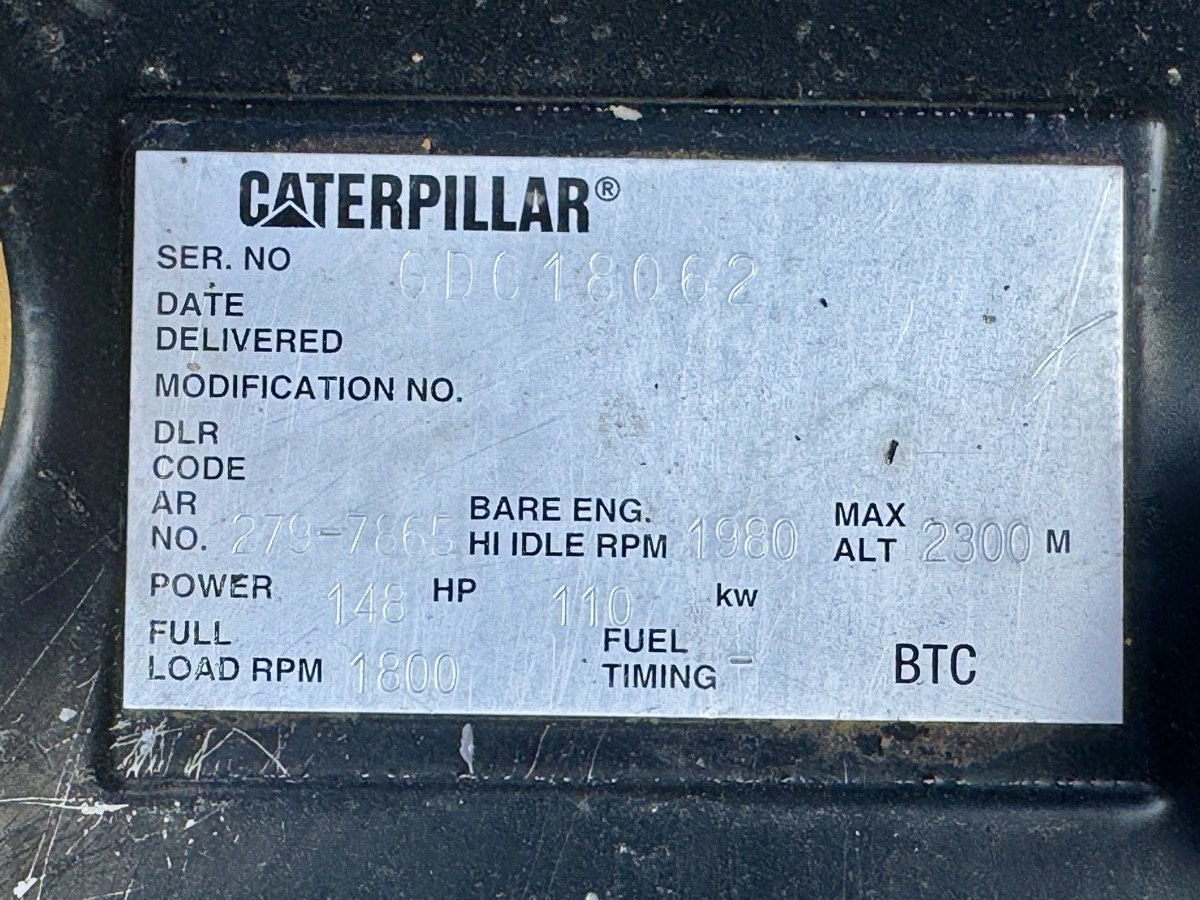 CATERPILLAR®
SER. NO GDC18062
DATE
DELIVERED
MODIFICATION NO.
DLR
CODE
AR
NO. 279-7865
BARE ENG.
HI IDLE RPM 1980
MAX
ALT 2300 M
POWER 148 HP 110 kw
FULL
LOAD RPM 1800
FUEL
TIMING - BTC